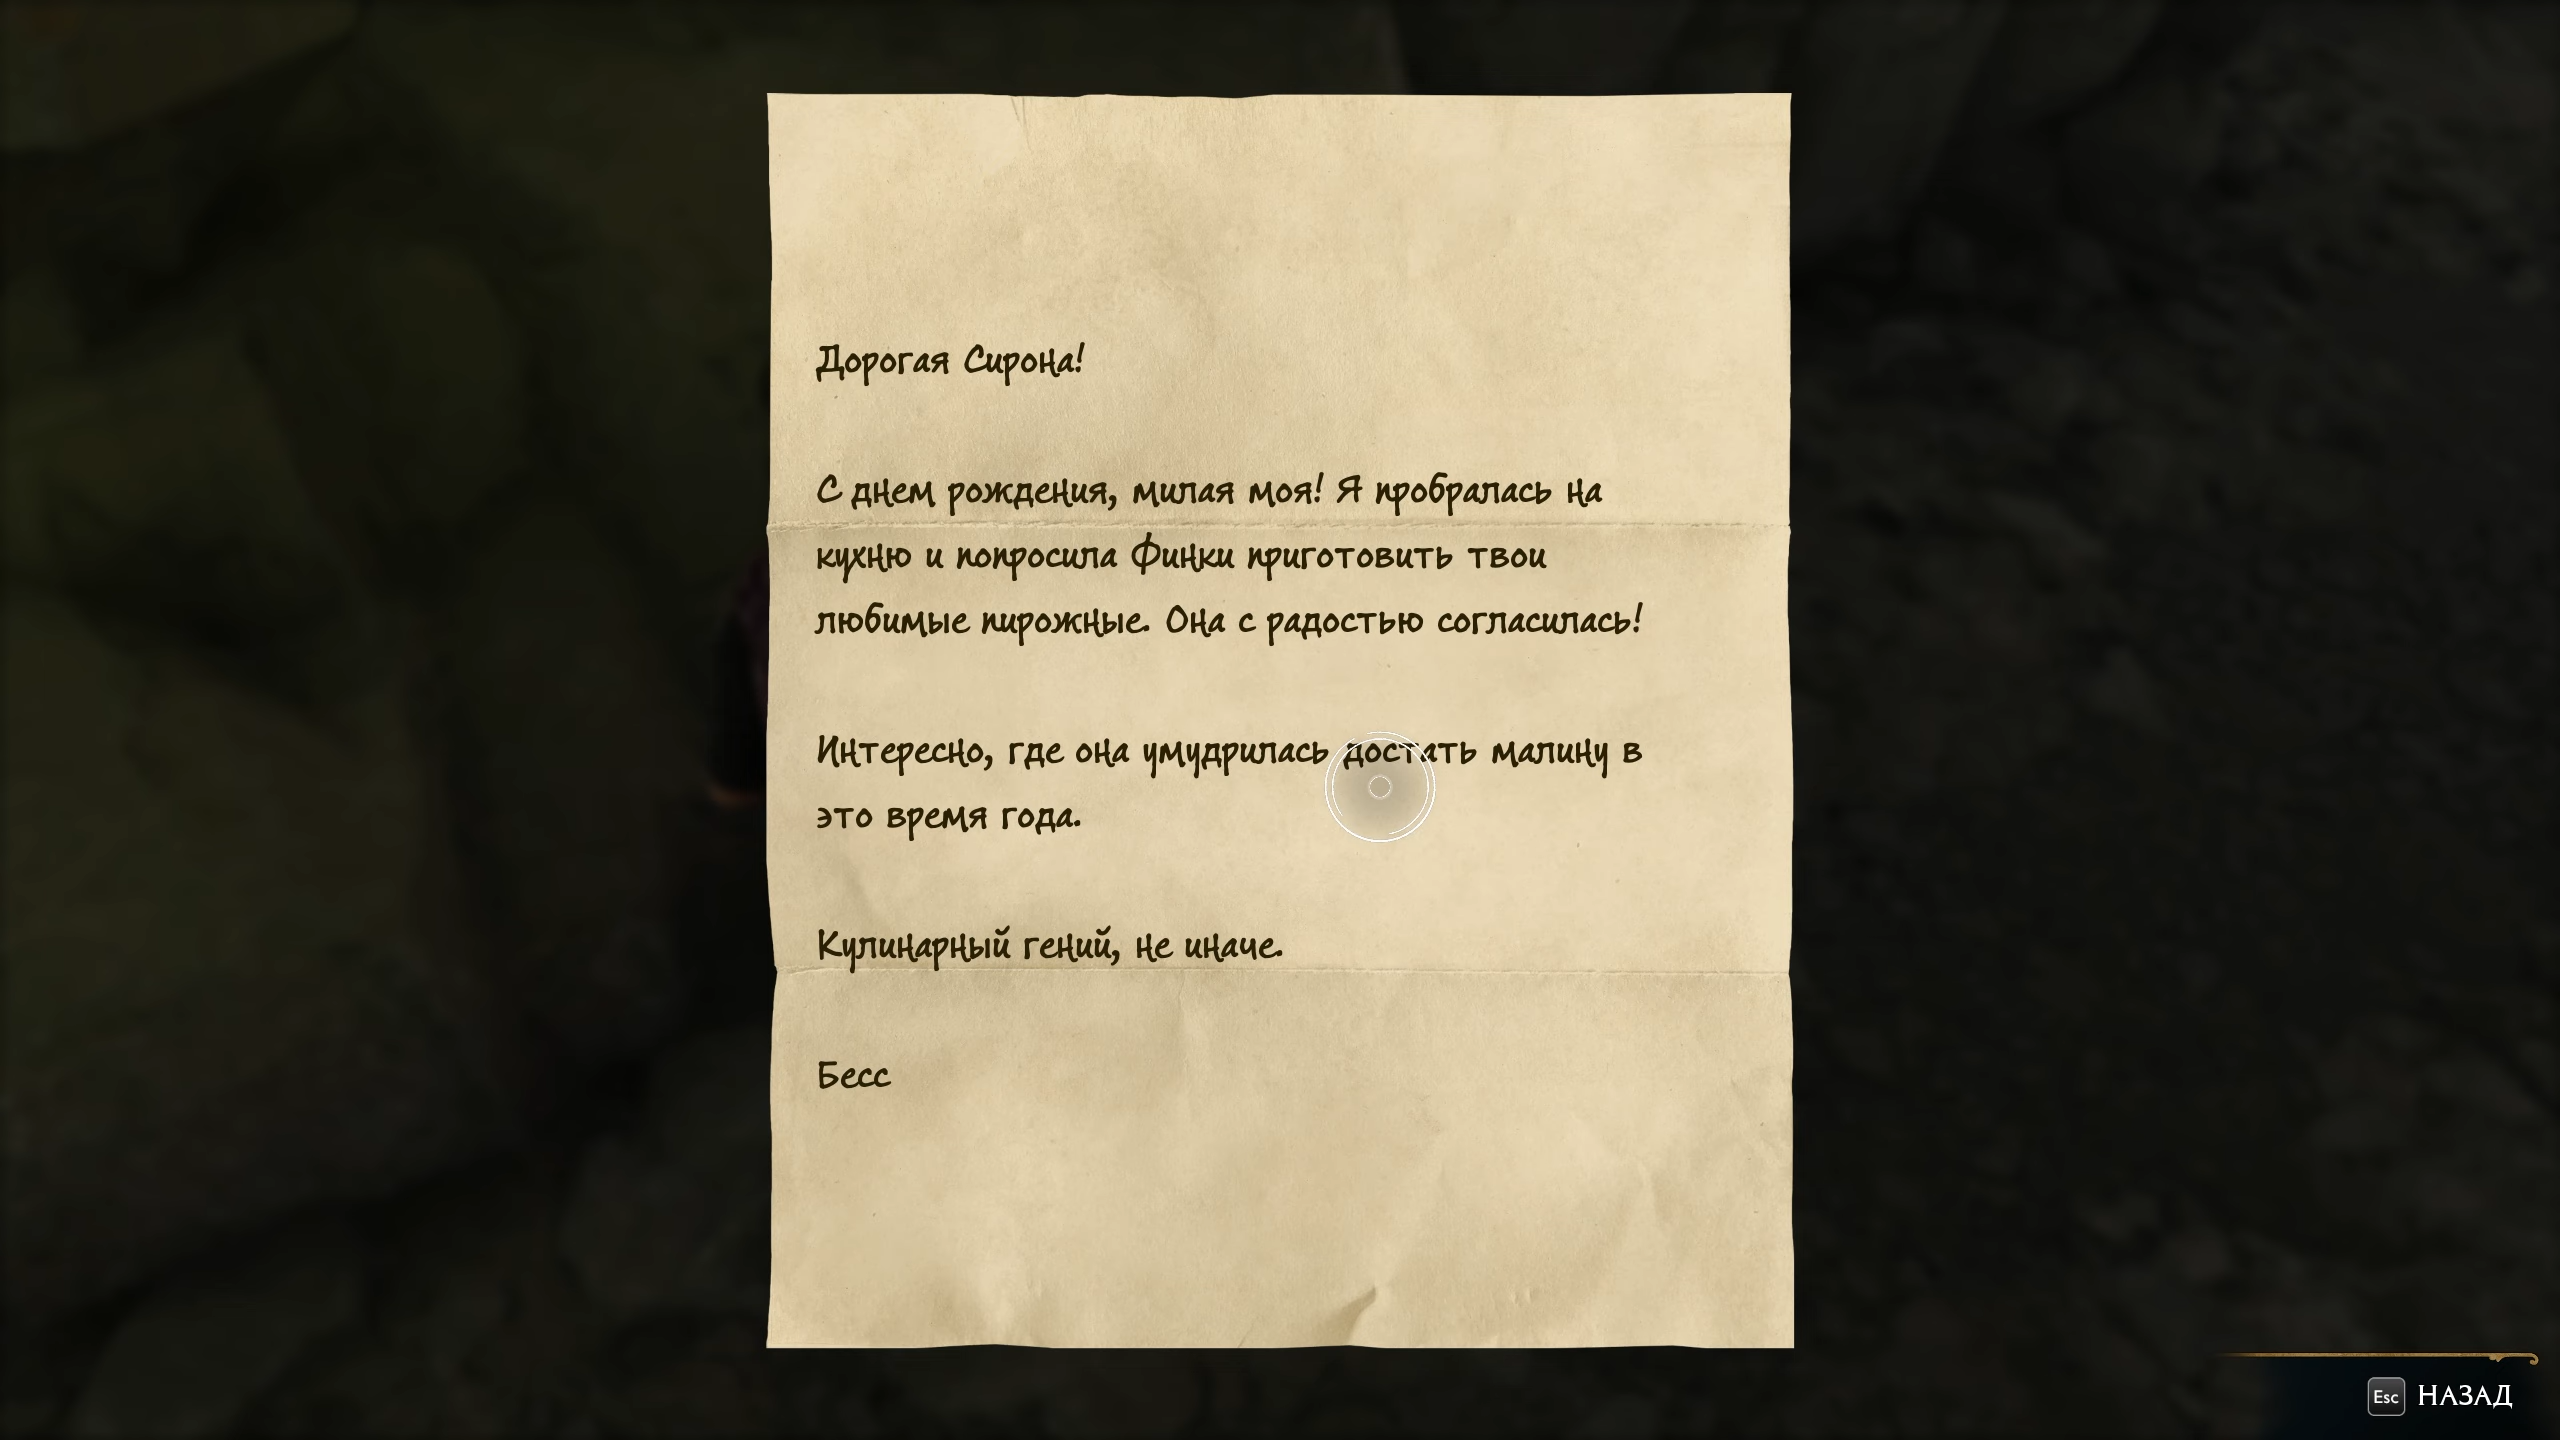 Дорогая Сирона!
С днем рождения, милая моя! Я пробралась на
кухню и попросила Финки приготовить твои
любимые пирожные. Она с радостью согласилась!
Интересно, где она умудрилась достать малину в
это время года.
Кулинарный гений, не иначе.
Бесс
Esc НАЗАД